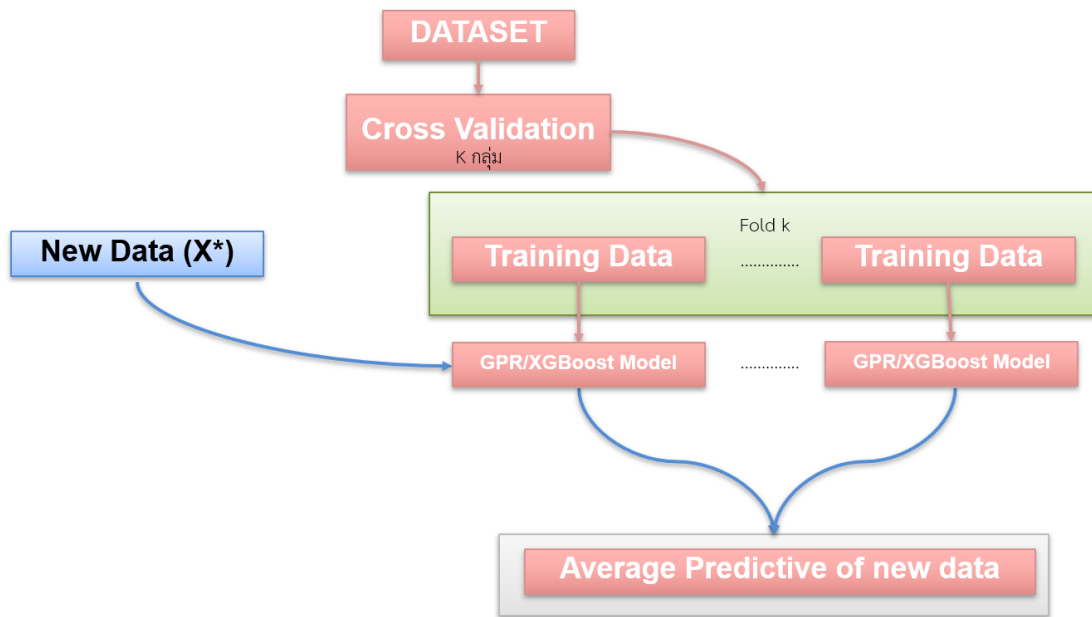 DATASET
Cross Validation
K กลุ่ม
Fold k
New Data (X*)
Training Data
..............
Training Data
GPR/XGBoost Model
..............
GPR/XGBoost Model
Average Predictive of new data